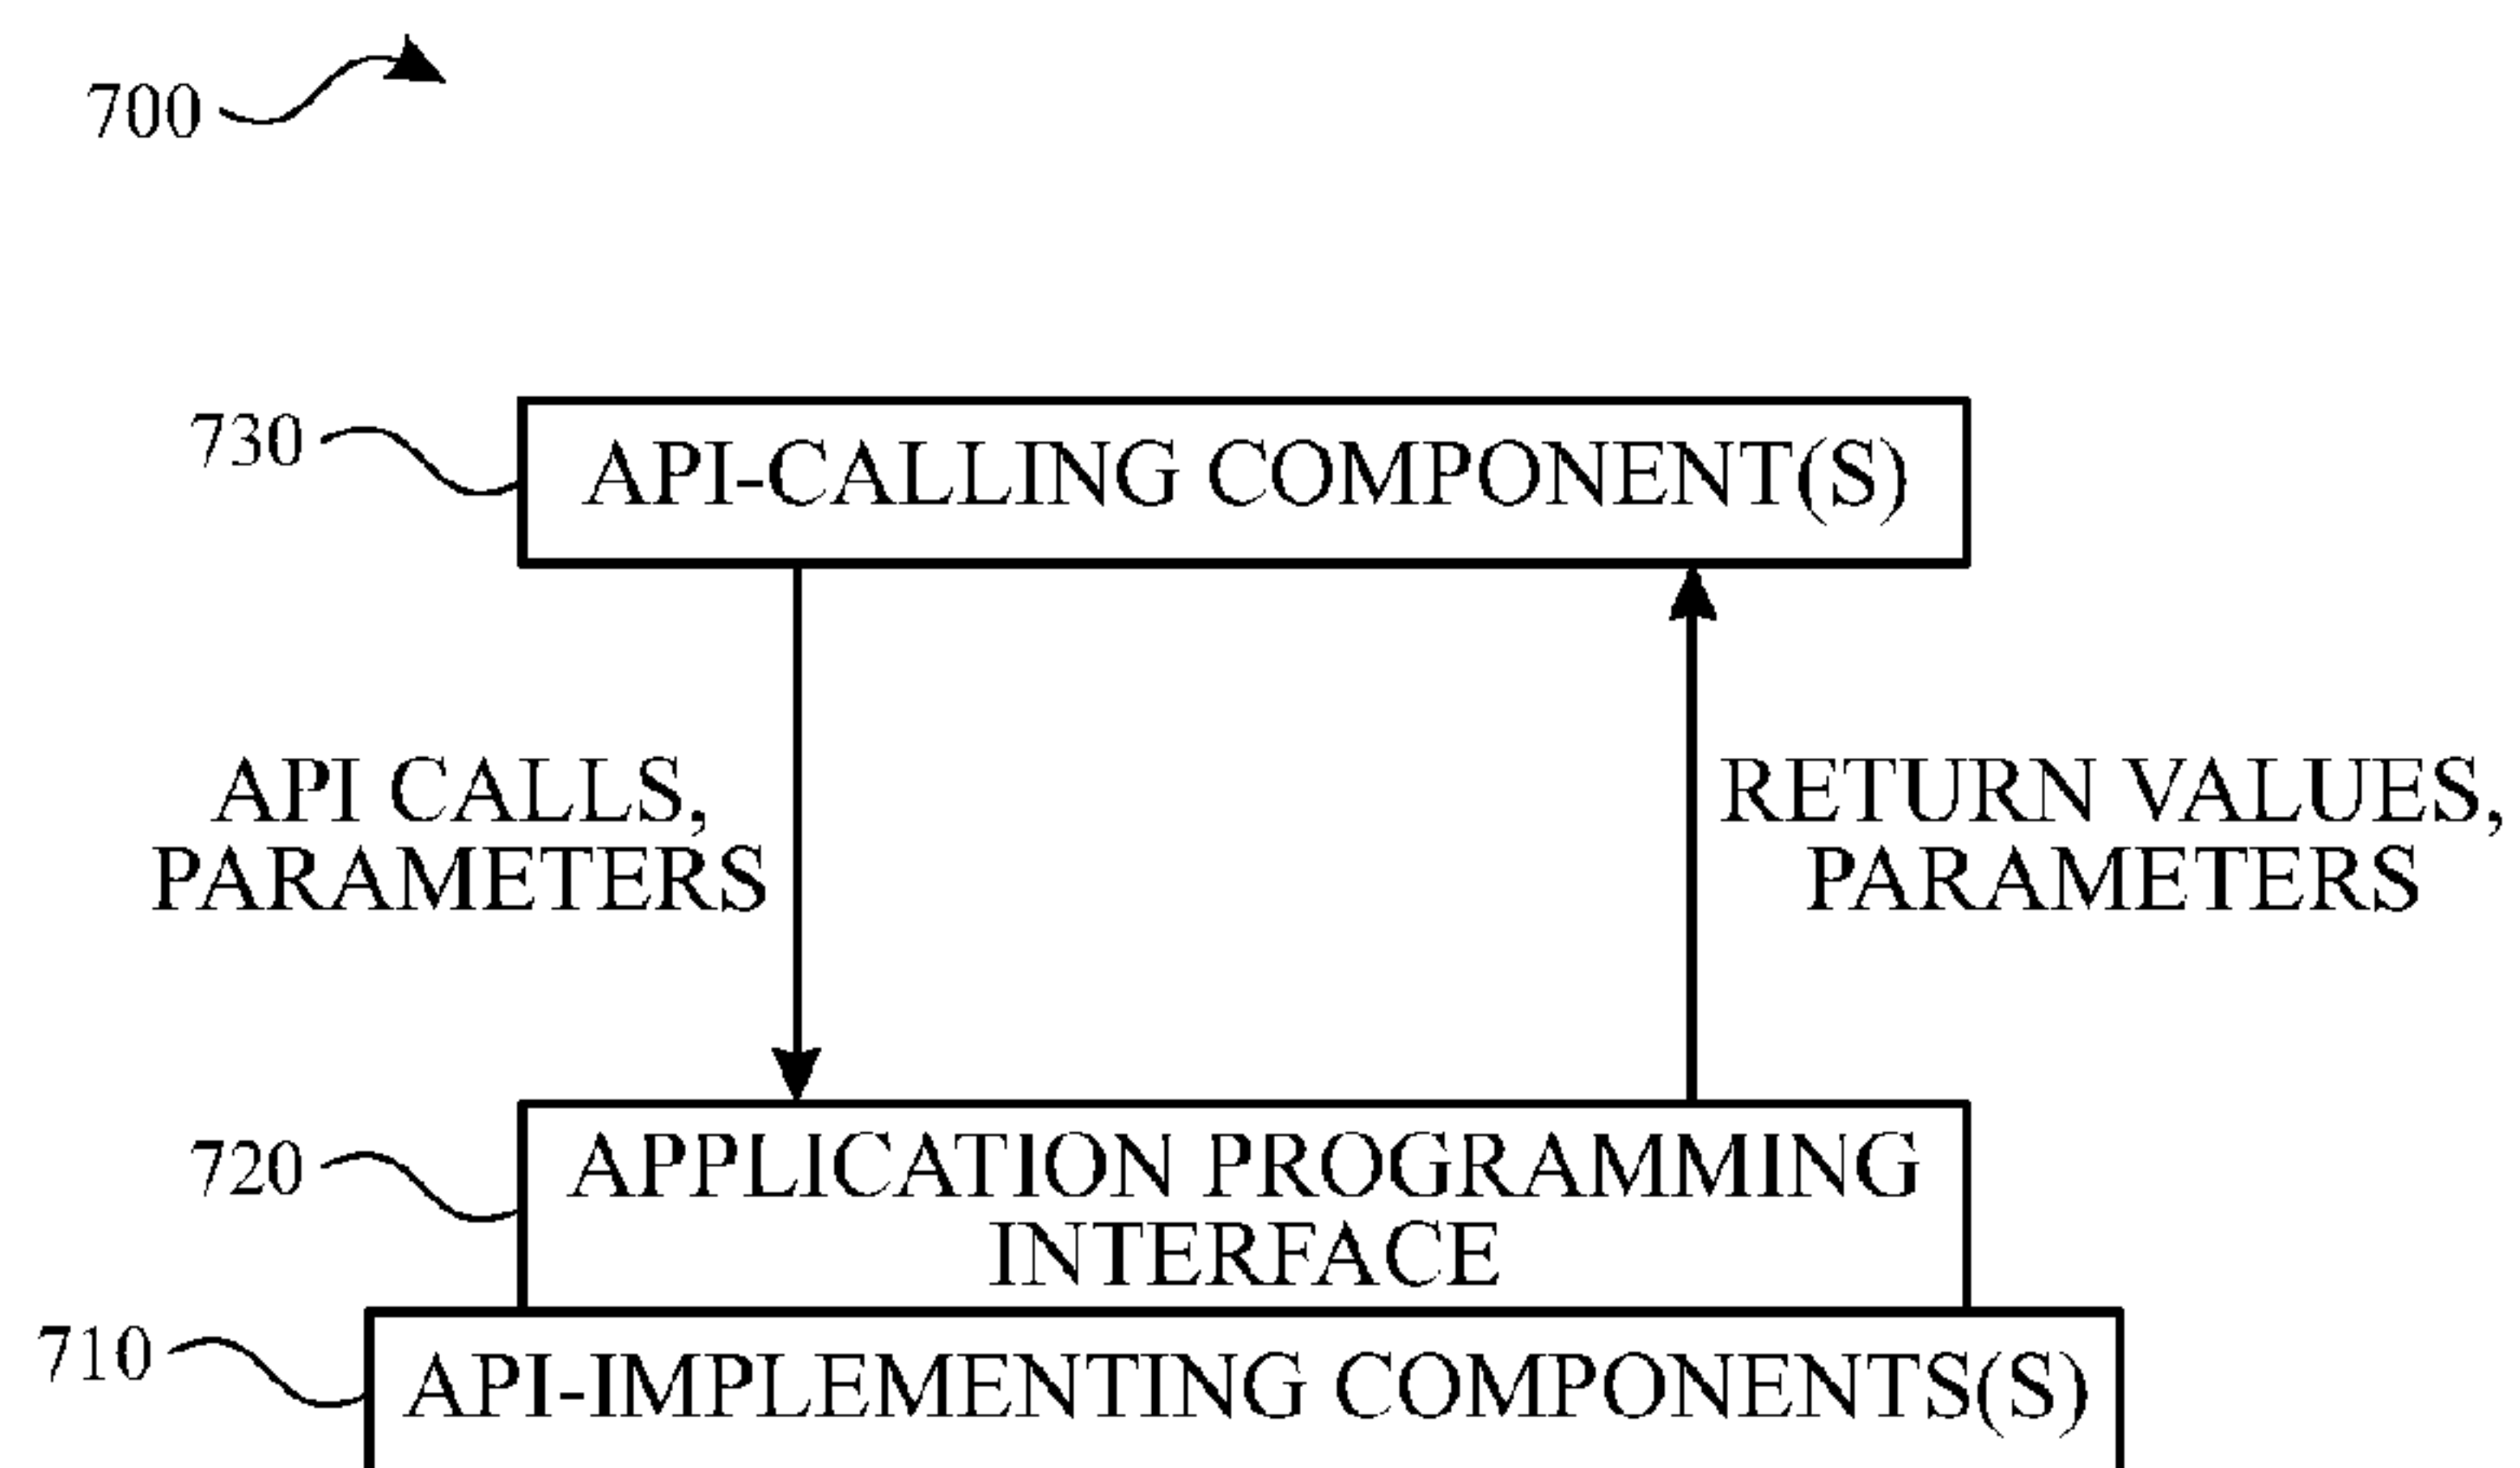 700
730
API-CALLING COMPONENT(S)
API CALLS,
PARAMETERS
RETURN VALUES,
PARAMETERS
720
APPLICATION PROGRAMMING
INTERFACE
710
API-IMPLEMENTING COMPONENTS(S)